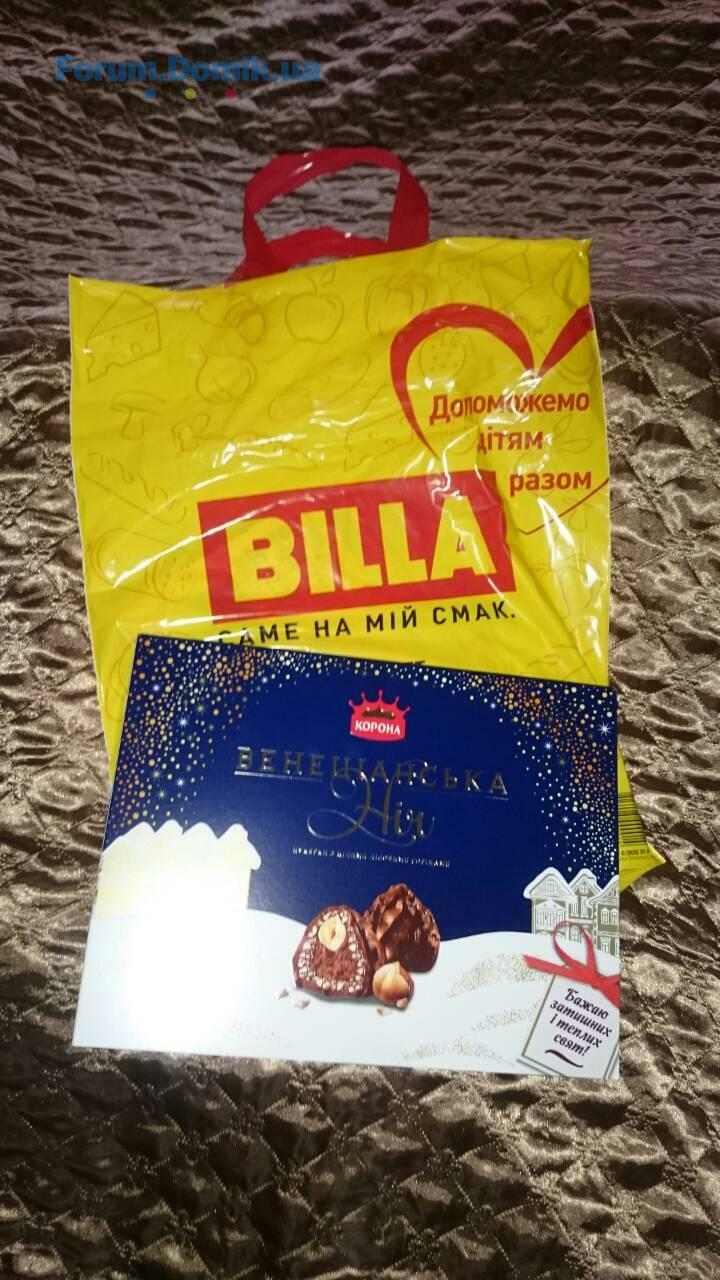 Forum.Domik.ua
Допоможемо
дітям
разом
BILLA
САМЕ НА МІЙ СМАК.
КОРОНА
ВЕНЕЦІАНСЬКА
Ніч
Бажаю
затишних
і теплих
свят!